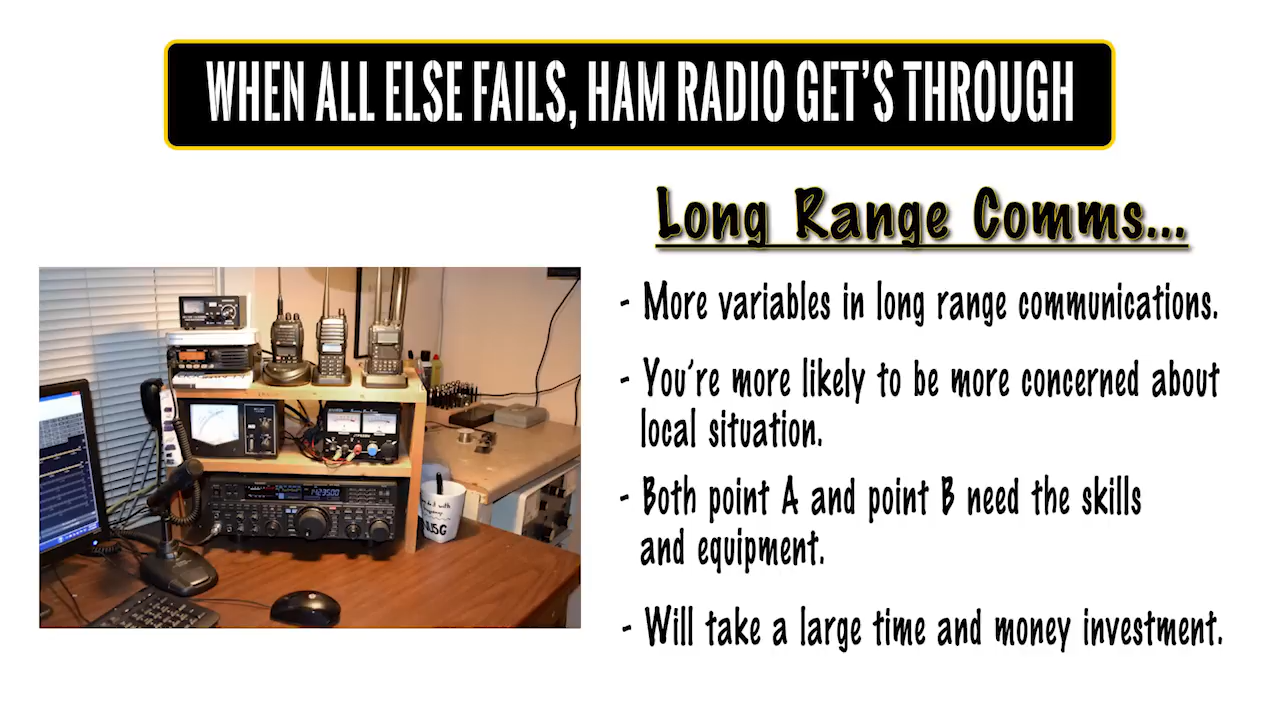 WHEN ALL ELSE FAILS, HAM RADIO GET'S THROUGH
Long Range Comms...
- More variables in long range communications.
- You're more likely to be more concerned about
local situation.
- Both point A and point B need the skills
and equipment.
- Will take a large time and money investment.